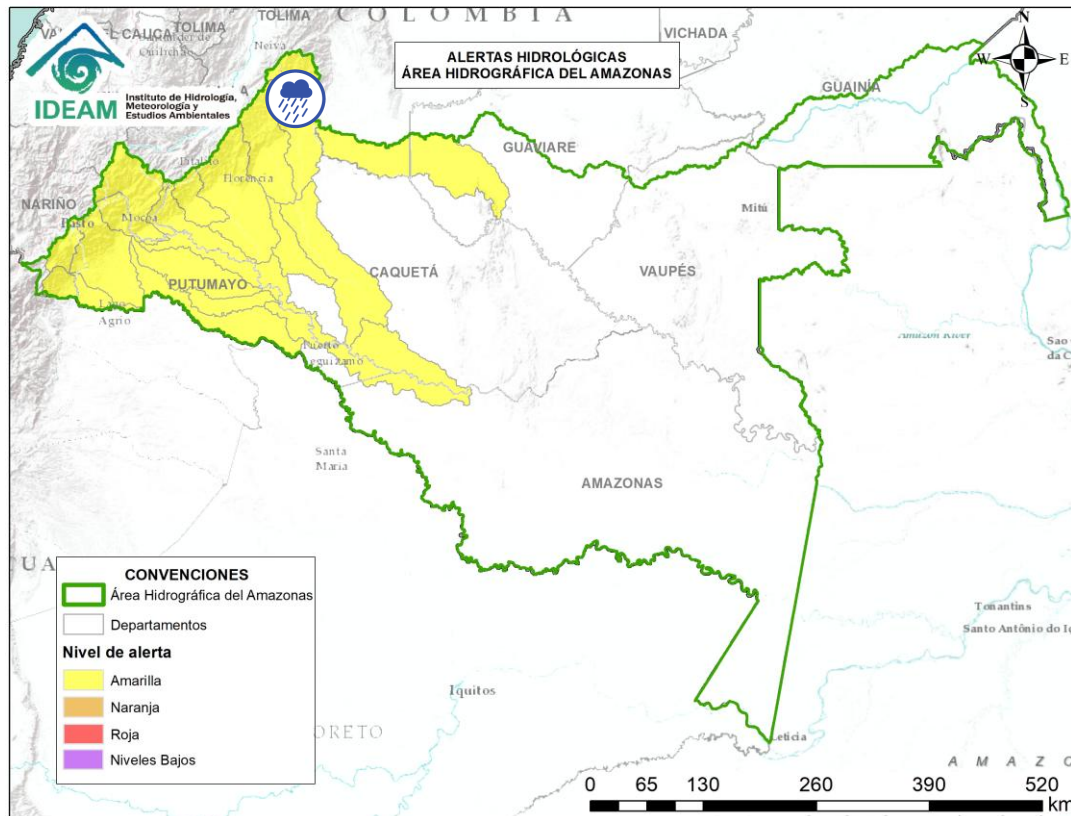 COLOMBIA
TOLIMA
TOLIMA
VICHADA
Neiva
IDEAM
Instituto de Hidrología,
Meteorología y
Estudios Ambientales
ALERTAS HIDROLÓGICAS
ÁREA HIDROGRÁFICA DEL AMAZONAS
N
W
E
S
GUAINÍA
GUAVIARE
Pitalito
Florencia
NARIÑO
Pasto
Mocoa
Mitú
CAQUETÁ
VAUPÉS
PUTUMAYO
Lago
Agrio
Puerto
Leguizamo
Amazon River
Santa
Maria
AMAZONAS
CONVENCIONES
Área Hidrográfica del Amazonas
Departamentos
Nivel de alerta
Amarilla
Naranja
Roja
Niveles Bajos
Tonantins
Santo Antônio do I
Iquitos
ORETO
Leticia
A M A Z O
0 65 130 260 390 520
km